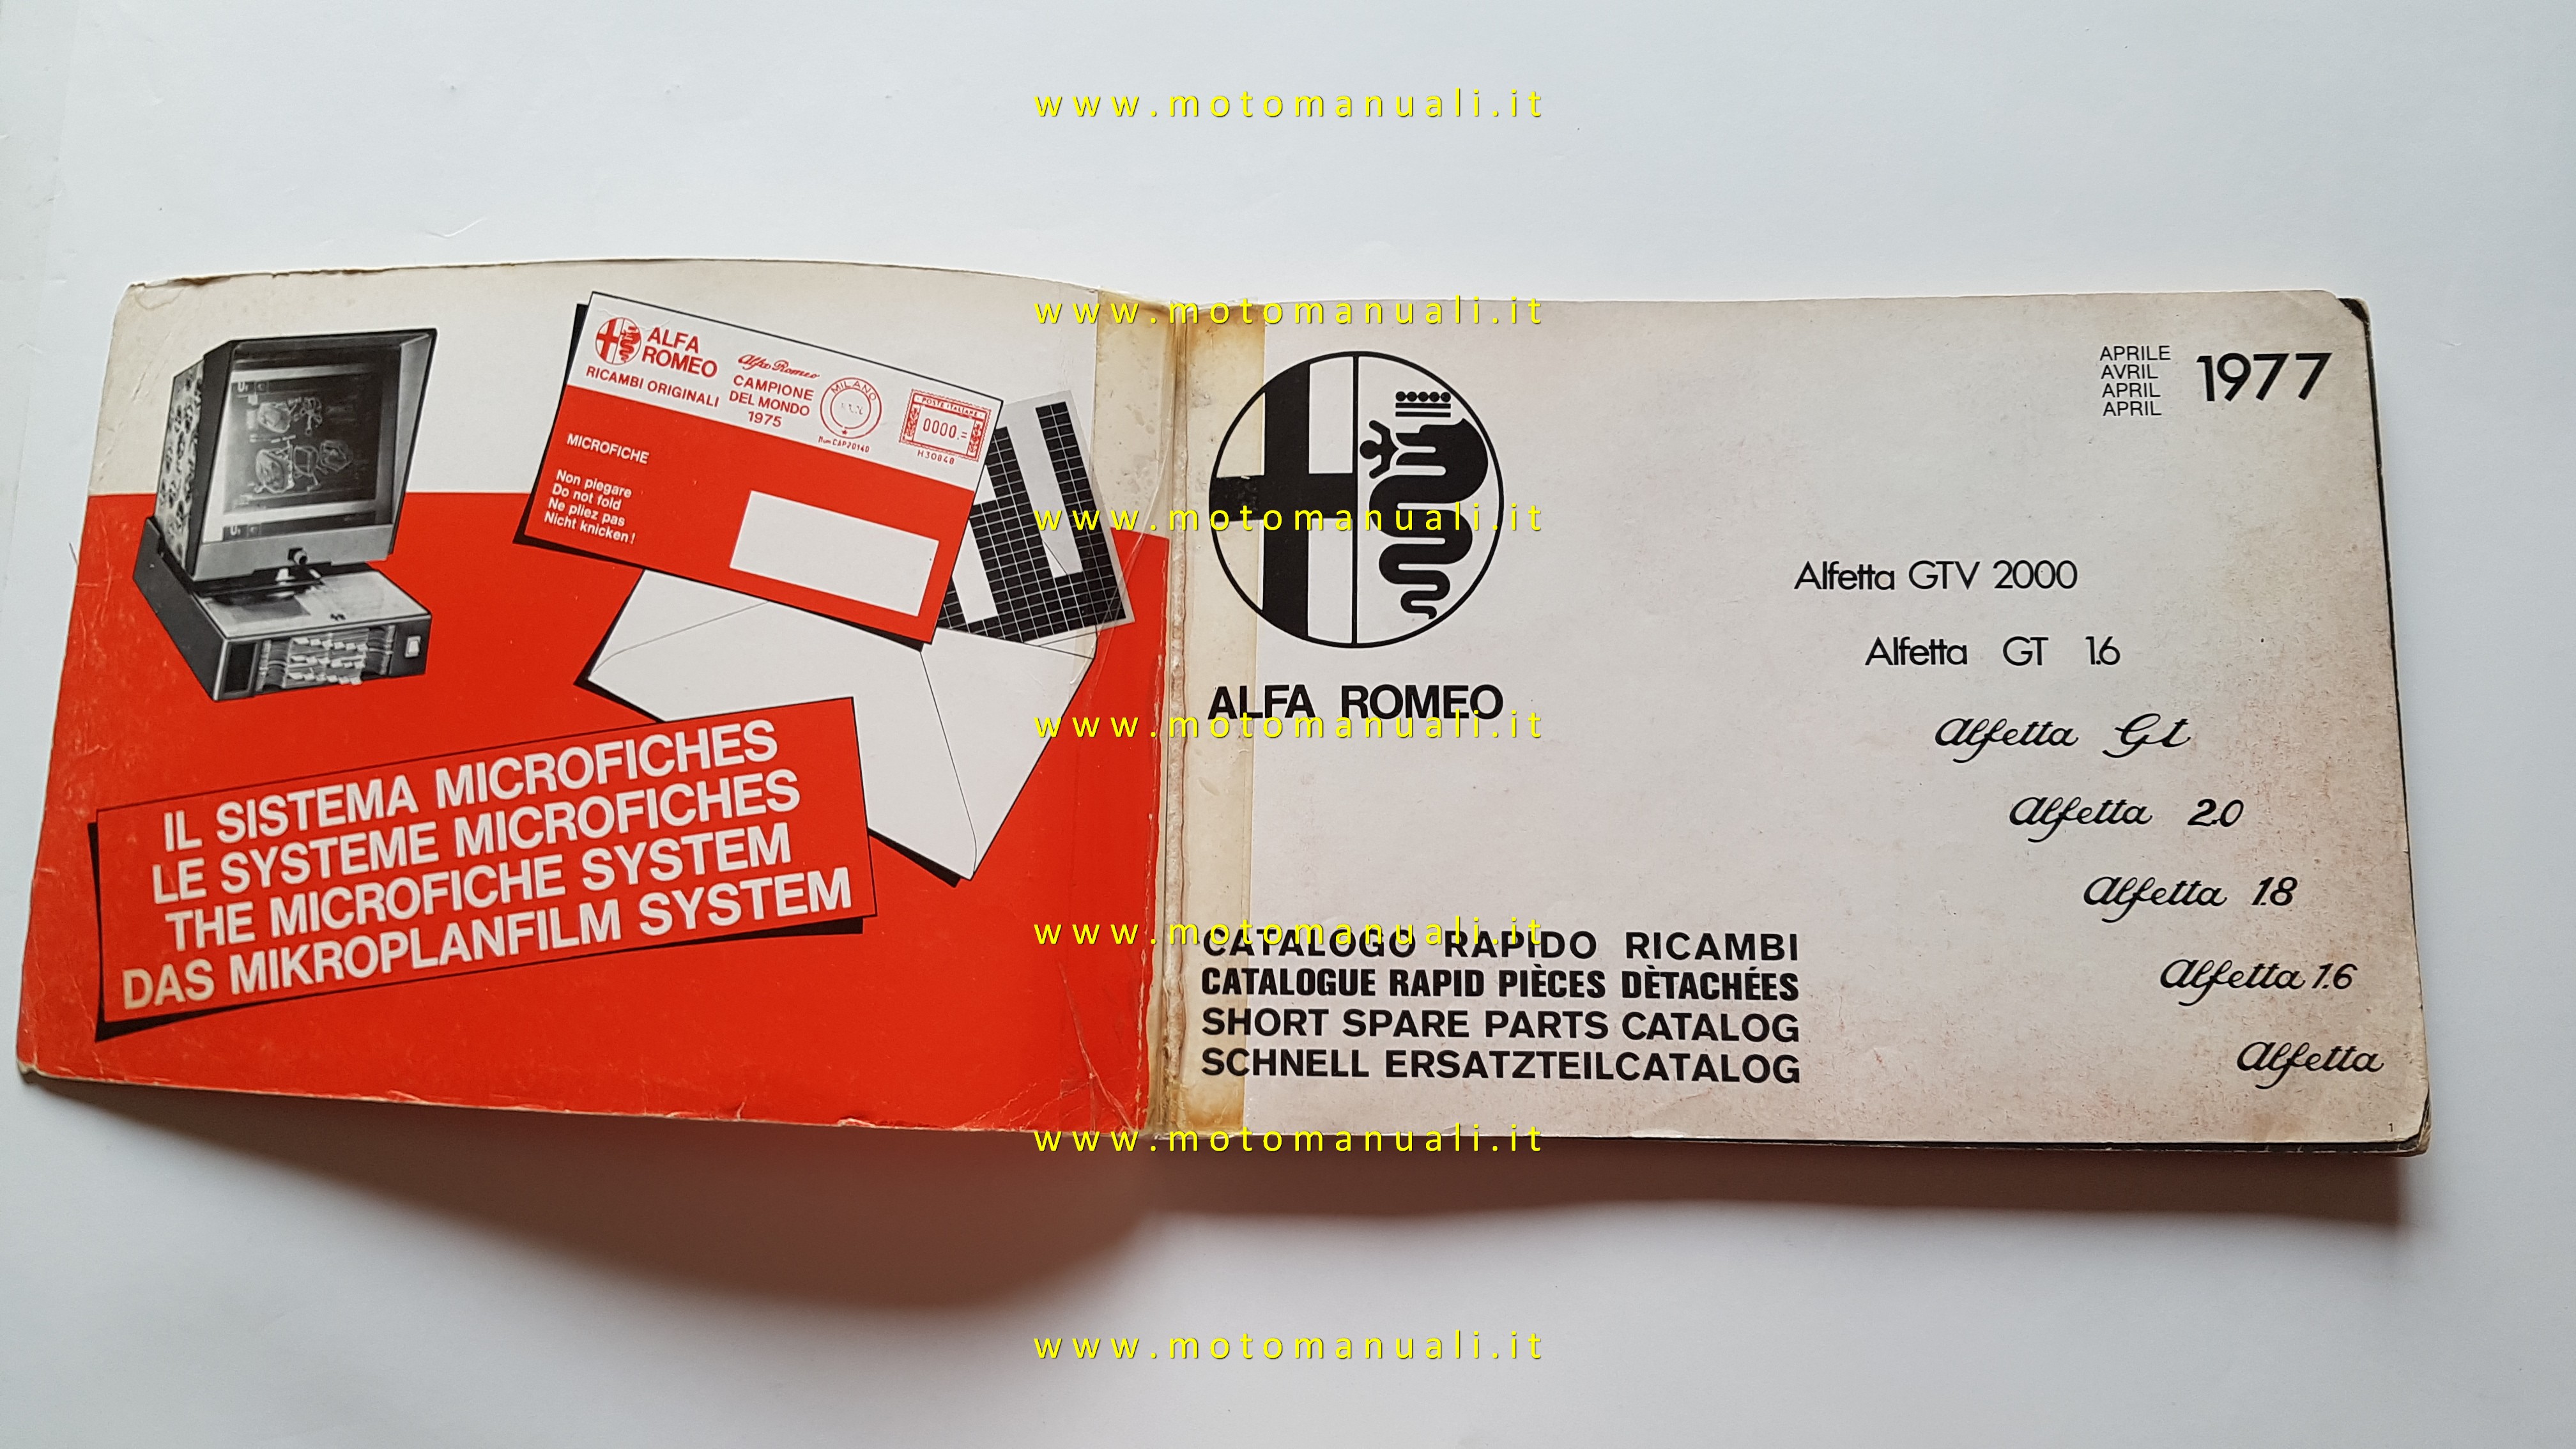 www.motomanuali.it
www.motomanuali.it
www.motomanuali.it
www.motomanuali.it
www.motomanuali.it
www.motomanuali.it
www.motomanuali.it
ALFA
ROMEO
RICAMBI ORIGINALI
Alfa Romeo
CAMPIONE
DEL MONDO
1975
MILANO
POSTE ITALIANE
0000.=
H30848
MICROFICHE
Non piegare
Do not fold
Ne pliez pas
Nicht knicken!
IL SISTEMA MICROFICHES
LE SYSTEME MICROFICHES
THE MICROFICHE SYSTEM
DAS MIKROPLANFILM SYSTEM
ALFA ROMEO
APRILE
AVRIL
APRIL
APRIL
1977
Alfetta GTV 2000
Alfetta GT 1.6
Alfetta Gt
Alfetta 2.0
Alfetta 1.8
Alfetta 1.6
Alfetta
CATALOGO RAPIDO RICAMBI
CATALOGUE RAPID PIÈCES DÈTACHÉES
SHORT SPARE PARTS CATALOG
SCHNELL ERSATZTEILCATALOG
1